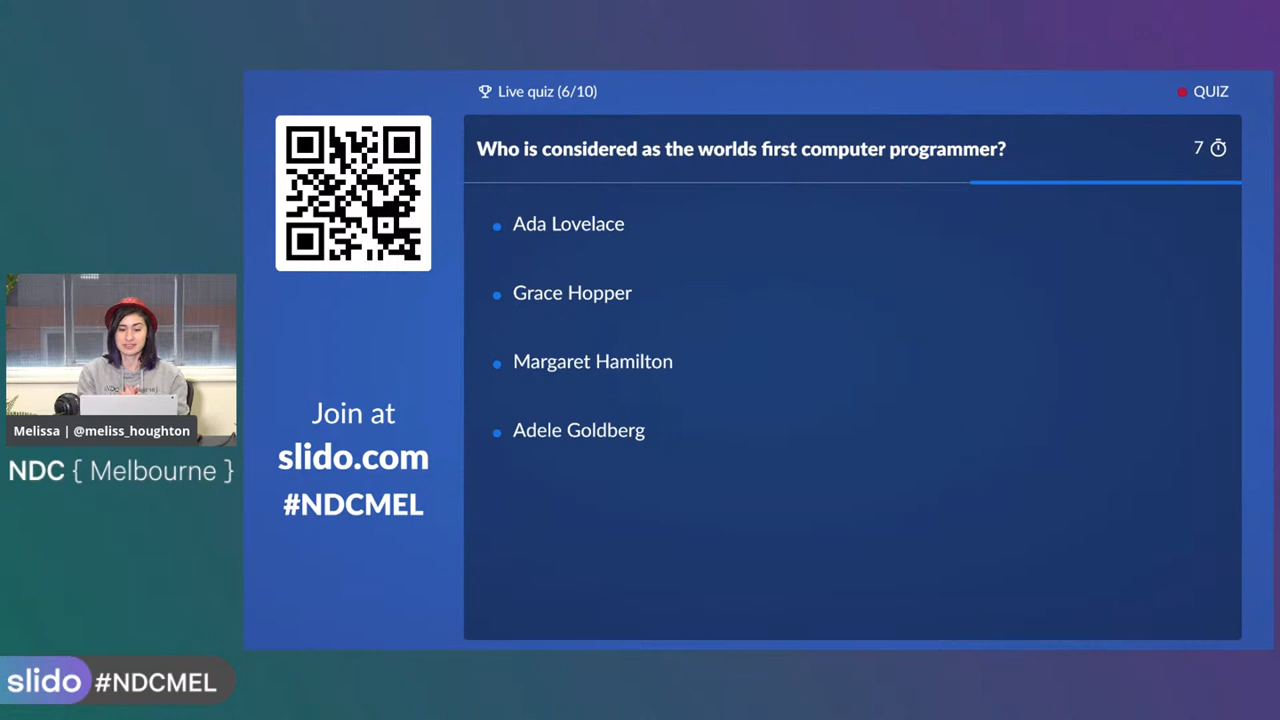 Live quiz (6/10)
QUIZ
Who is considered as the worlds first computer programmer?
7
Ada Lovelace
Grace Hopper
Margaret Hamilton
Adele Goldberg
Join at
slido.com
#NDCMEL
Melissa | @meliss_houghton
NDC { Melbourne }
slido #NDCMEL